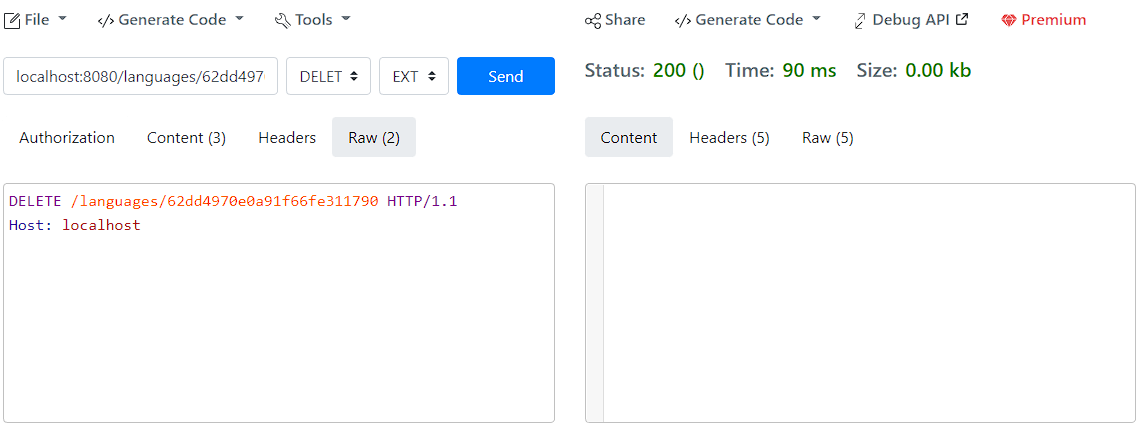 File </> Generate Code Tools Share </> Generate Code Debug API Premium
localhost:8080/languages/62dd497 DELET EXT Send Status: 200 () Time: 90 ms Size: 0.00 kb
Authorization Content (3) Headers Raw (2) Content Headers (5) Raw (5)
DELETE /languages/62dd4970e0a91f66fe311790 HTTP/1.1
Host: localhost